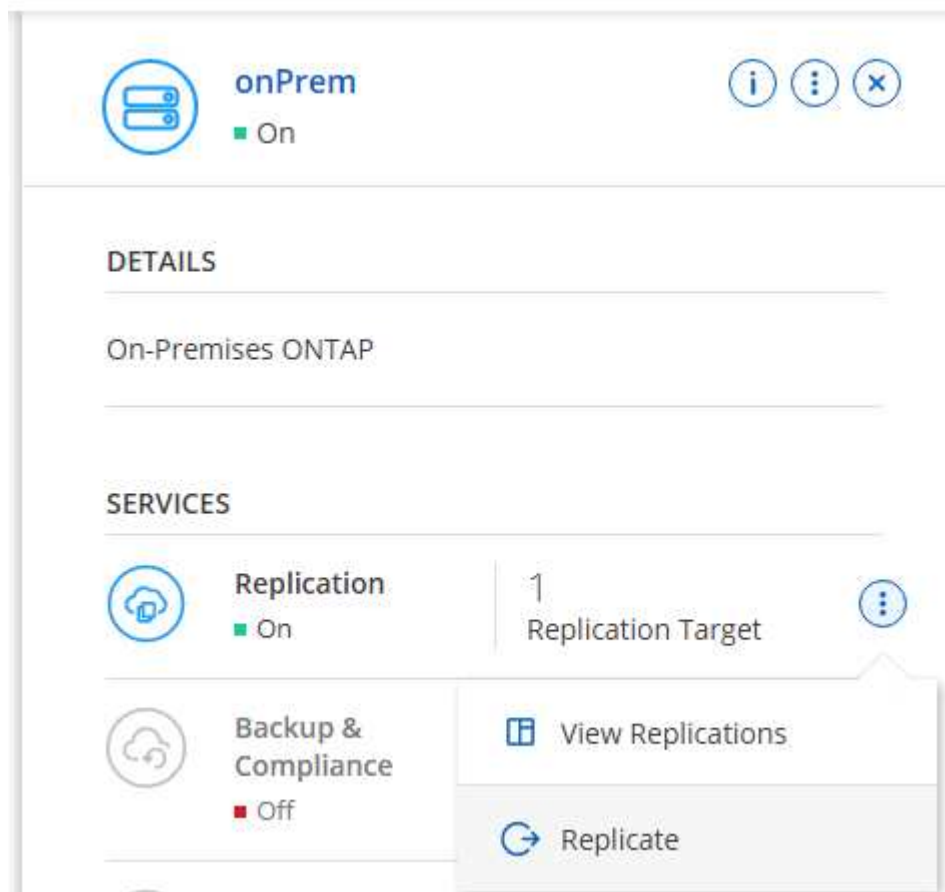 onPrem
On
DETAILS
On-Premises ONTAP
SERVICES
Replication
On
1
Replication Target
Backup &
Compliance
Off
View Replications
Replicate